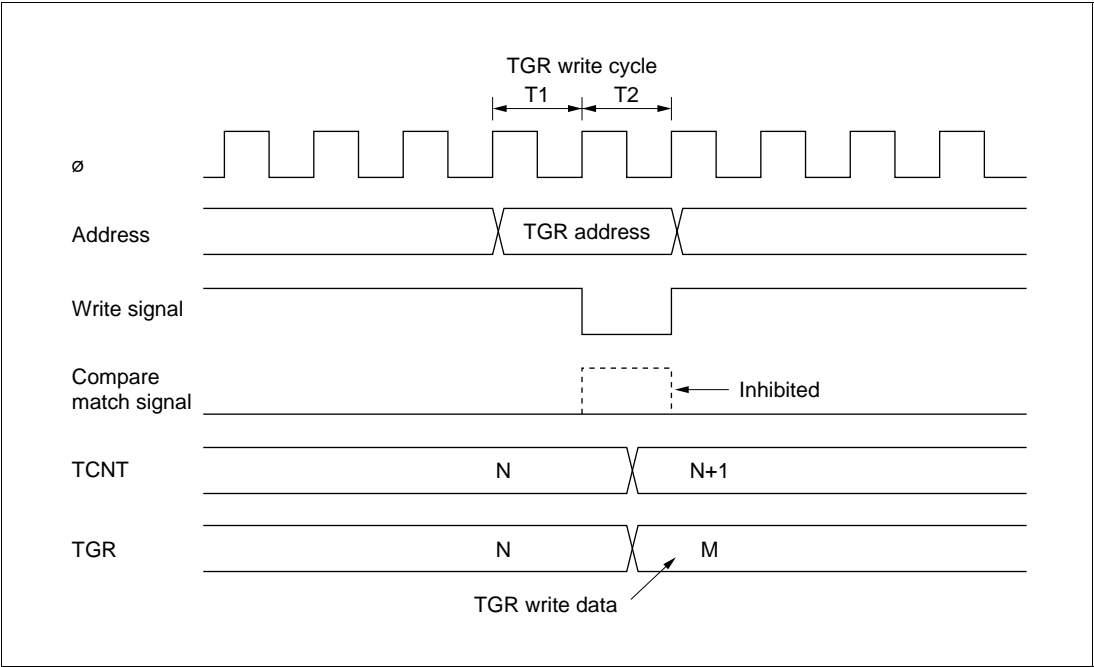 TGR write cycle
T1 T2
ø
Address TGR address
Write signal
Compare
match signal
Inhibited
TCNT N N+1
TGR N M
TGR write data